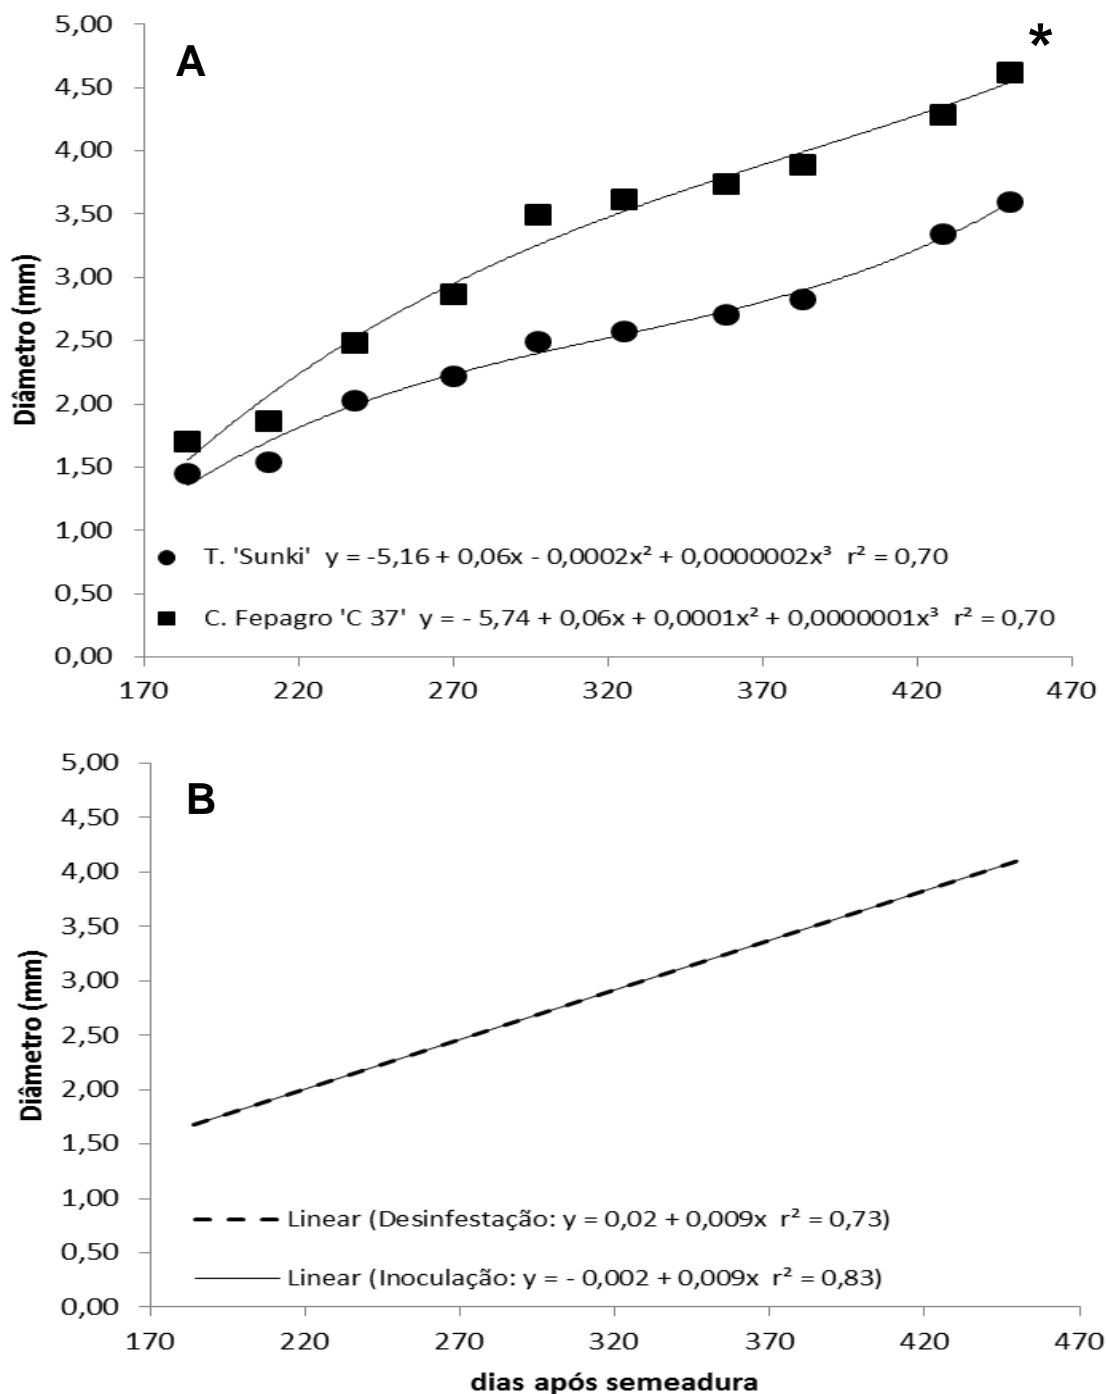 5,00
A
*
4,50
4,00
3,50
3,00
2,50
2,00
1,50
1,00
0,50
0,00
Diâmetro (mm)
T. 'Sunki' y = -5,16 + 0,06x - 0,0002x² + 0,0000002x³ r² = 0,70
C. Fepagro 'C 37' y = - 5,74 + 0,06x + 0,0001x² + 0,0000001x³ r² = 0,70
170 220 270 320 370 420 470
5,00
B
4,50
4,00
3,50
3,00
2,50
2,00
1,50
1,00
0,50
0,00
Diâmetro (mm)
Linear (Desinfestação: y = 0,02 + 0,009x r² = 0,73)
Linear (Inoculação: y = - 0,002 + 0,009x r² = 0,83)
170 220 270 320 370 420 470
dias após semeadura